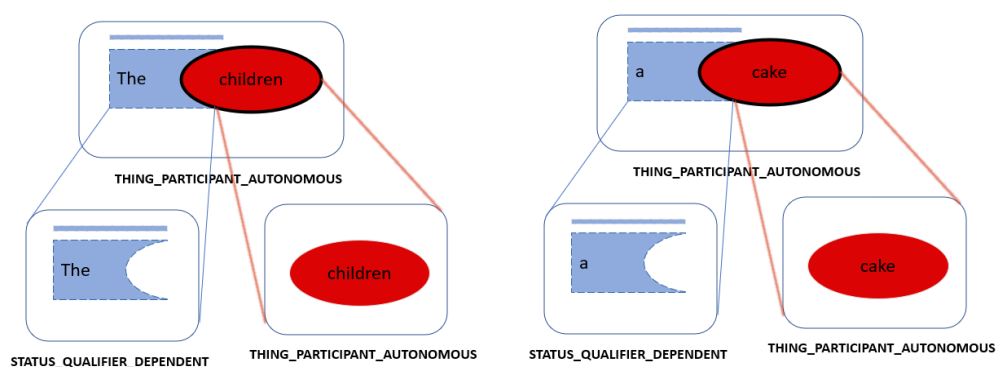 The children
THING_PARTICIPANT_AUTONOMOUS
The
STATUS_QUALIFIER_DEPENDENT
children
THING_PARTICIPANT_AUTONOMOUS
a cake
THING_PARTICIPANT_AUTONOMOUS
a
STATUS_QUALIFIER_DEPENDENT
cake
THING_PARTICIPANT_AUTONOMOUS